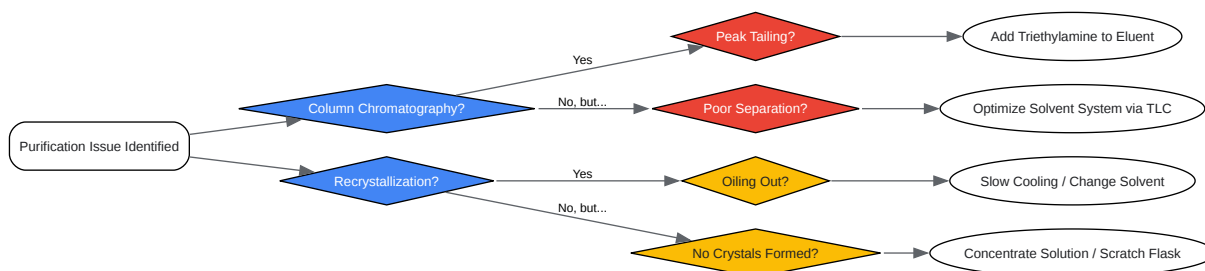 Peak Tailing?
Add Triethylamine to Eluent
Yes
Column Chromatography?
No, but...
Poor Separation?
Optimize Solvent System via TLC
Purification Issue Identified
Recrystallization?
Yes
Oiling Out?
Slow Cooling / Change Solvent
No, but...
No Crystals Formed?
Concentrate Solution / Scratch Flask